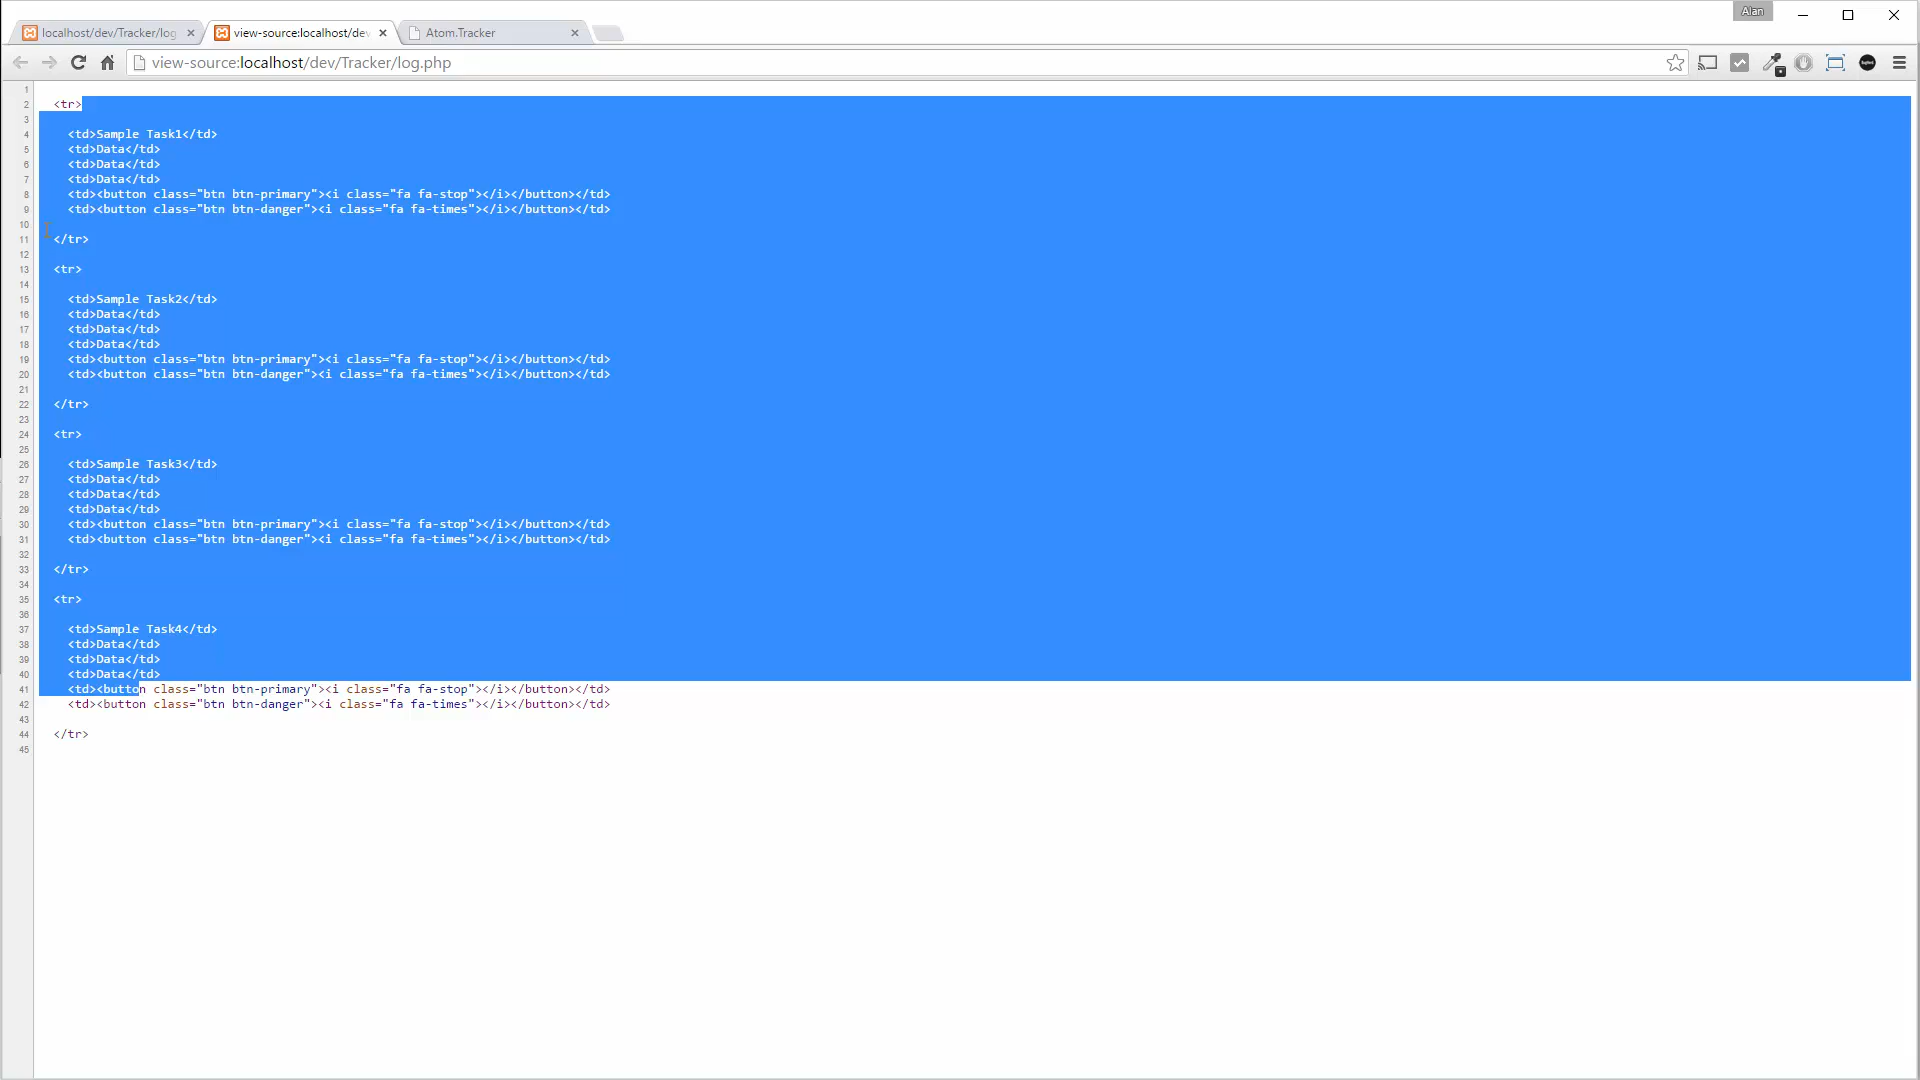 Alan
localhost/dev/Tracker/log
view-source:localhost/dev
Atom.Tracker
view-source:localhost/dev/Tracker/log.php
1
2 <tr>
3
4 <td>Sample Task1</td>
5 <td>Data</td>
6 <td>Data</td>
7 <td>Data</td>
8 <td><button class="btn btn-primary"><i class="fa fa-stop"></i></button></td>
9 <td><button class="btn btn-danger"><i class="fa fa-times"></i></button></td>
10
11 </tr>
12
13 <tr>
14
15 <td>Sample Task2</td>
16 <td>Data</td>
17 <td>Data</td>
18 <td>Data</td>
19 <td><button class="btn btn-primary"><i class="fa fa-stop"></i></button></td>
20 <td><button class="btn btn-danger"><i class="fa fa-times"></i></button></td>
21
22 </tr>
23
24 <tr>
25
26 <td>Sample Task3</td>
27 <td>Data</td>
28 <td>Data</td>
29 <td>Data</td>
30 <td><button class="btn btn-primary"><i class="fa fa-stop"></i></button></td>
31 <td><button class="btn btn-danger"><i class="fa fa-times"></i></button></td>
32
33 </tr>
34
35 <tr>
36
37 <td>Sample Task4</td>
38 <td>Data</td>
39 <td>Data</td>
40 <td>Data</td>
41 <td><button class="btn btn-primary"><i class="fa fa-stop"></i></button></td>
42 <td><button class="btn btn-danger"><i class="fa fa-times"></i></button></td>
43
44 </tr>
45